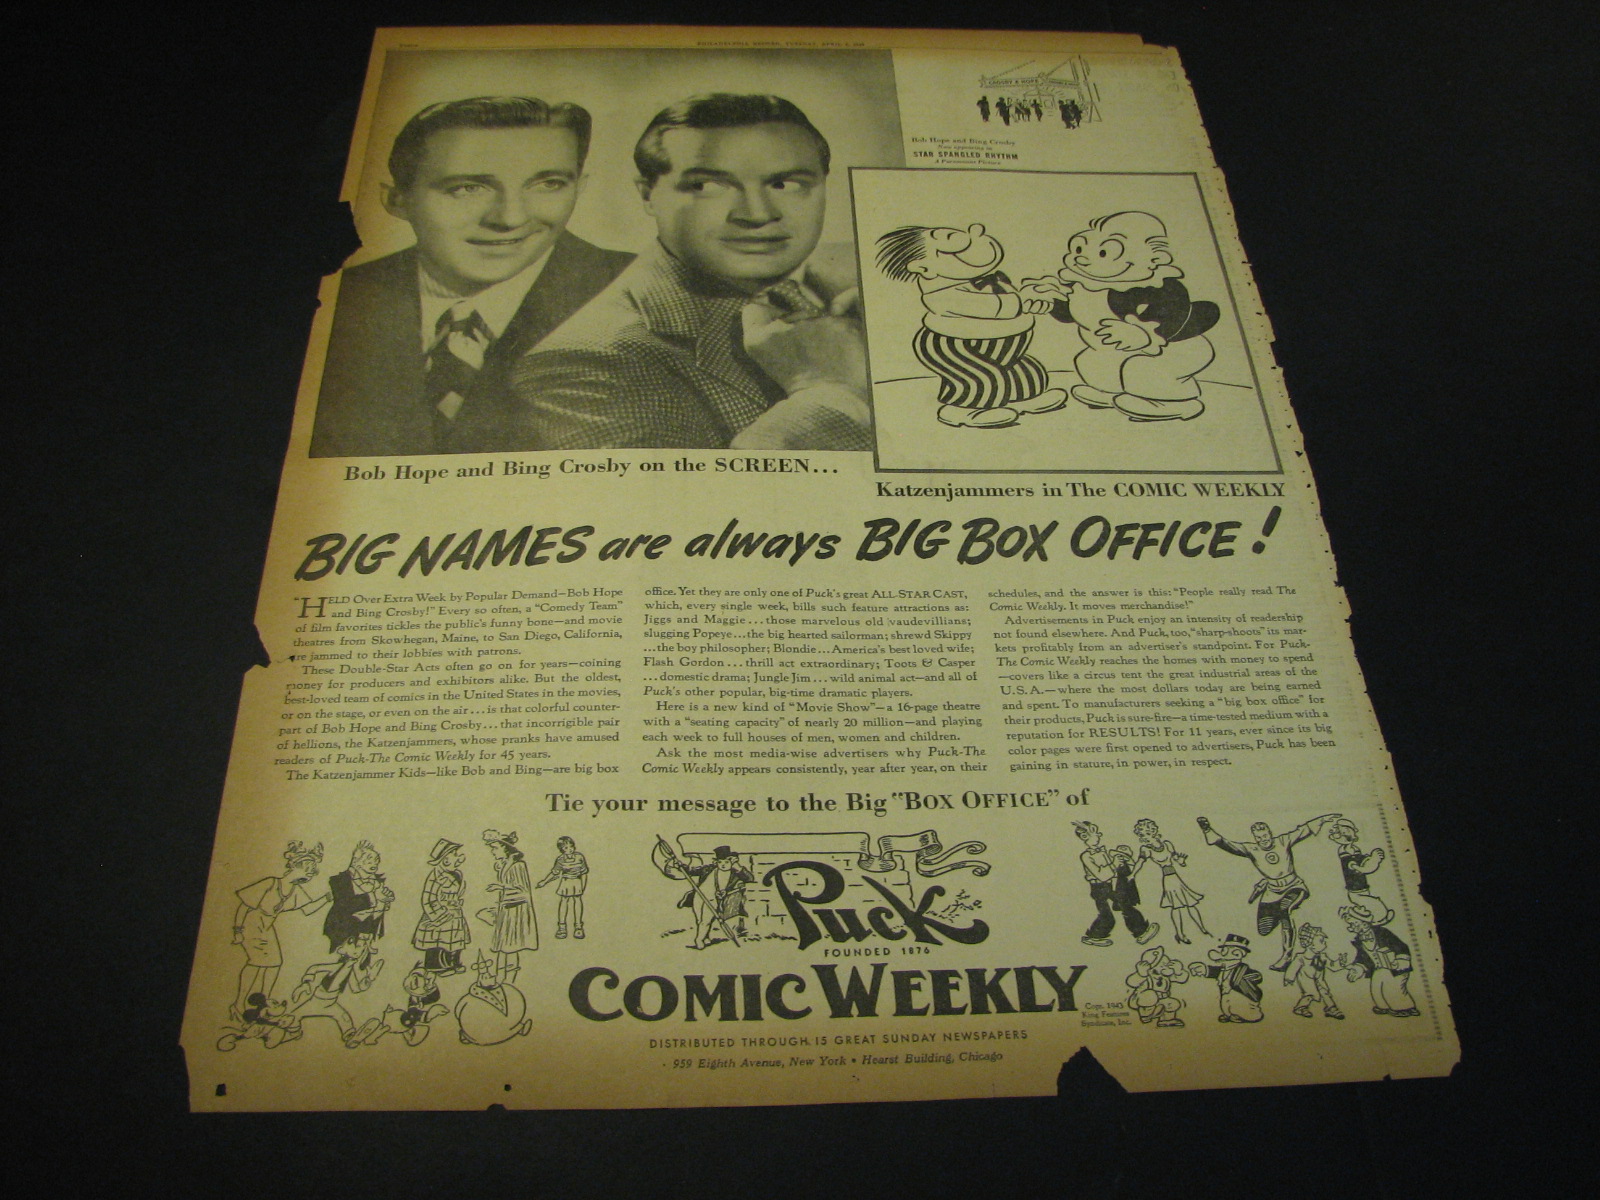 PHILADELPHIA RECORD, TUESDAY, APRIL
CROSBY & HOPE
Bob Hope and Bing Crosby
Now appearing in
STAR SPANGLED RHYTHM
A Paramount Picture
Bob Hope and Bing Crosby on the SCREEN...
Katzenjammers in The COMIC WEEKLY
BIG NAMES are always BIG BOX OFFICE!
"HELD Over Extra Week by Popular Demand—Bob Hope
and Bing Crosby!" Every so often, a "Comedy Team"
of film favorites tickles the public's funny bone—and movie
theatres from Skowhegan, Maine, to San Diego, California,
are jammed to their lobbies with patrons.
These Double-Star Acts often go on for years—coining
money for producers and exhibitors alike. But the oldest,
best-loved team of comics in the United States in the movies,
or on the stage, or even on the air...is that colorful counter-
part of Bob Hope and Bing Crosby...that incorrigible pair
of hellions, the Katzenjammers, whose pranks have amused
readers of Puck-The Comic Weekly for 45 years.
The Katzenjammer Kids—like Bob and Bing—are big box
office. Yet they are only one of Puck's great ALL-STAR CAST,
which, every single week, bills such feature attractions as:
Jiggs and Maggie...those marvelous old vaudevillians;
slugging Popeye...the big hearted sailorman; shrewd Skippy
...the boy philosopher; Blondie...America's best loved wife;
Flash Gordon...thrill act extraordinary; Toots & Casper
...domestic drama; Jungle Jim...wild animal act—and all of
Puck's other popular, big-time dramatic players.
Here is a new kind of "Movie Show"—a 16-page theatre
with a "seating capacity" of nearly 20 million—and playing
each week to full houses of men, women and children.
Ask the most media-wise advertisers why Puck-The
Comic Weekly appears consistently, year after year, on their
schedules, and the answer is this: "People really read The
Comic Weekly. It moves merchandise!"
Advertisements in Puck enjoy an intensity of readership
not found elsewhere. And Puck, too, "sharp-shoots" its mar-
kets profitably from an advertiser's standpoint. For Puck-
The Comic Weekly reaches the homes with money to spend
—covers like a circus tent the great industrial areas of the
U.S.A.—where the most dollars today are being earned
and spent. To manufacturers seeking a "big box office" for
their products, Puck is sure-fire—a time-tested medium with a
reputation for RESULTS! For 11 years, ever since its big
color pages were first opened to advertisers, Puck has been
gaining in stature, in power, in respect.
Tie your message to the Big "BOX OFFICE" of
Puck
FOUNDED 1876
COMIC WEEKLY
Copr. 1943
King Features
Syndicate, Inc.
DISTRIBUTED THROUGH 15 GREAT SUNDAY NEWSPAPERS
959 Eighth Avenue, New York • Hearst Building, Chicago